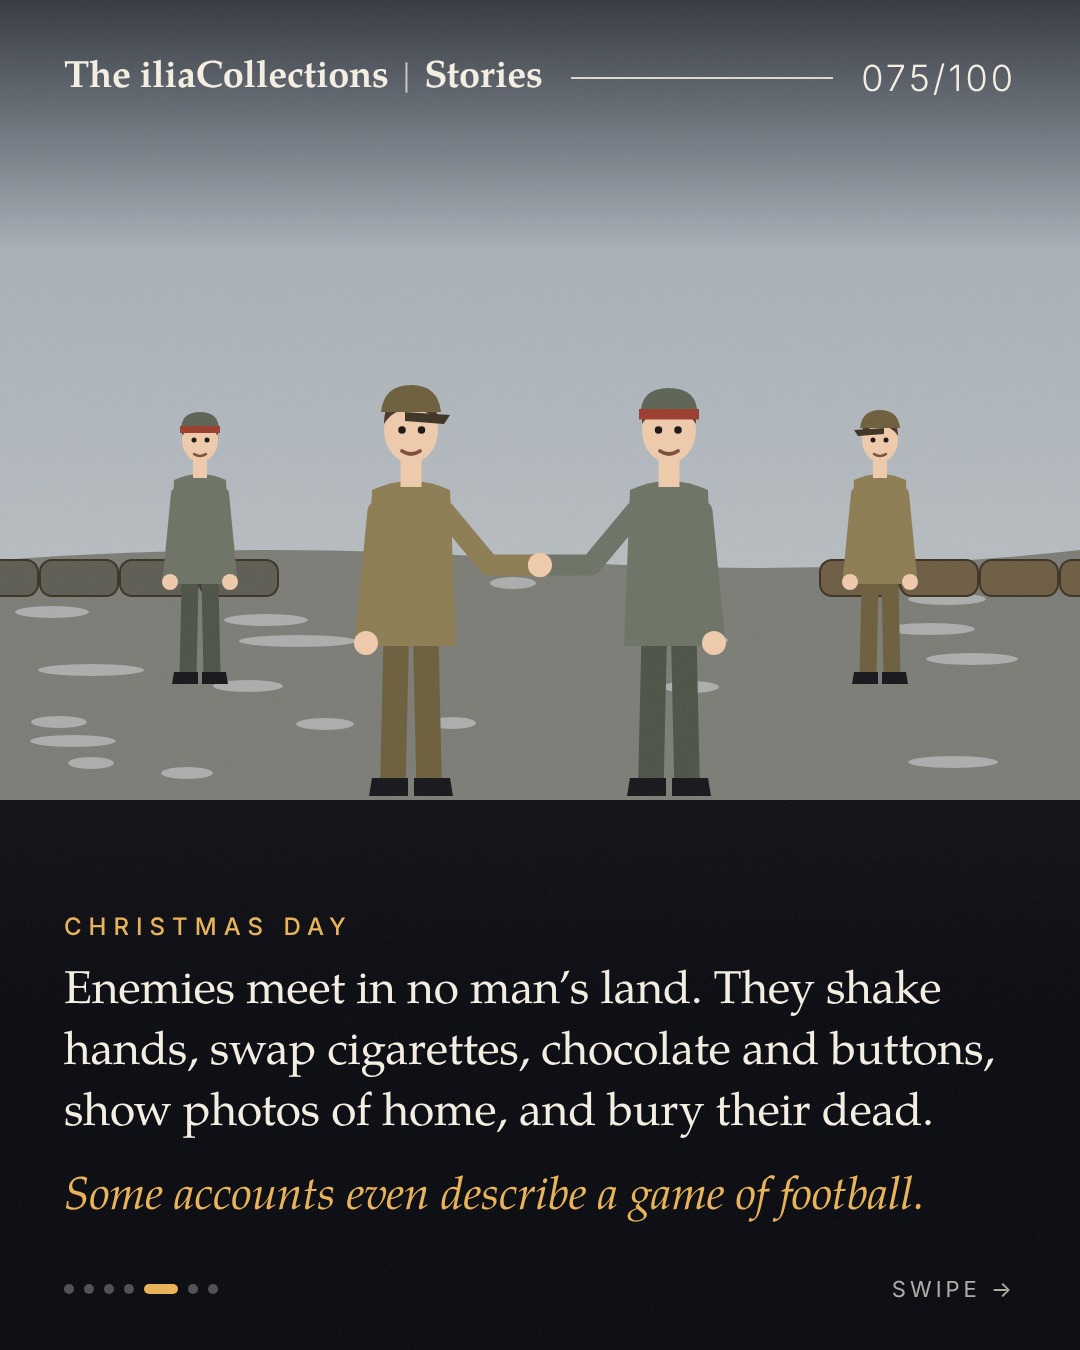 The iliaCollections | Stories 075/100
CHRISTMAS DAY
Enemies meet in no man’s land. They shake
hands, swap cigarettes, chocolate and buttons,
show photos of home, and bury their dead.
Some accounts even describe a game of football.
SWIPE →